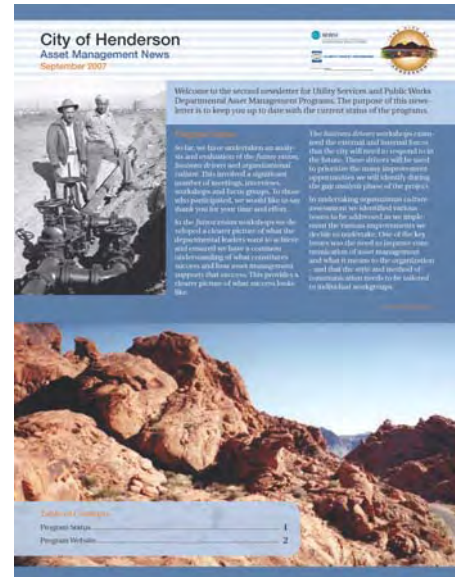 City of Henderson
Asset Management News
September 2007
THE CITY OF
HENDERSON
Welcome to the second newsletter for Utility Services and Public Works
Departmental Asset Management Programs. The purpose of this news-
letter is to keep you up to date with the current status of the programs.
Program Status
So far, we have undertaken an analy-
sis and evaluation of the future vision,
business drivers and organizational
culture. This involved a significant
number of meetings, interviews,
workshops and focus groups. To those
who participated, we would like to say
thank you for your time and effort.
In the future vision workshops we de-
veloped a clearer picture of what the
departmental leaders want to achieve
and ensured we have a common
understanding of what constitutes
success and how asset management
supports that success. This provides a
clearer picture of what success looks
like.
The business driver workshops exam-
ined the external and internal forces
that the city will need to respond to in
the future. These drivers will be used
to prioritize the many improvement
opportunities we will identify during
the gap analysis phase of the project.
In undertaking organization culture
assessment we identified various
issues to be addressed as we imple-
ment the various improvements we
decide to undertake. One of the key
issues was the need to improve com-
munication of asset management
and what it means to the organization
– and that the style and method of
communication needs to be tailored
to individual workgroups.
Table of Contents
Program Status 1
Program Website 2